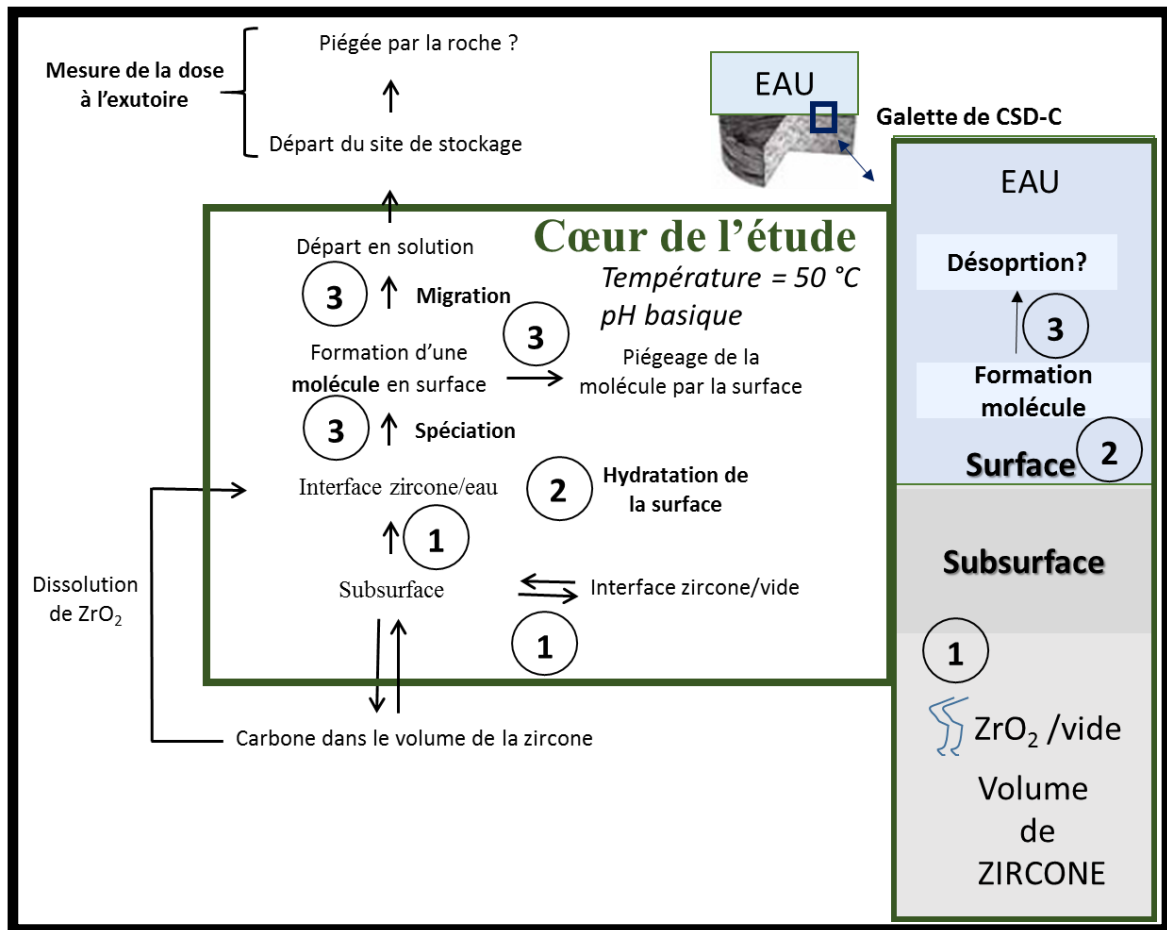 Piégée par la roche ?
Mesure de la dose
à l'exutoire
Départ du site de stockage
EAU
Galette de CSD-C
Cœur de l'étude
Température = 50 °C
pH basique
Départ en solution
3
Migration
3
Formation d'une
molécule en surface
Piégeage de la
molécule par la surface
3
Spéciation
Interface zircone/eau
2
Hydratation de
la surface
1
Subsurface
Interface zircone/vide
1
Dissolution
de ZrO₂
Carbone dans le volume de la zircone
EAU
Désoprtion?
3
Formation
molécule
Surface
2
Subsurface
1
ZrO₂ /vide
Volume
de
ZIRCONE